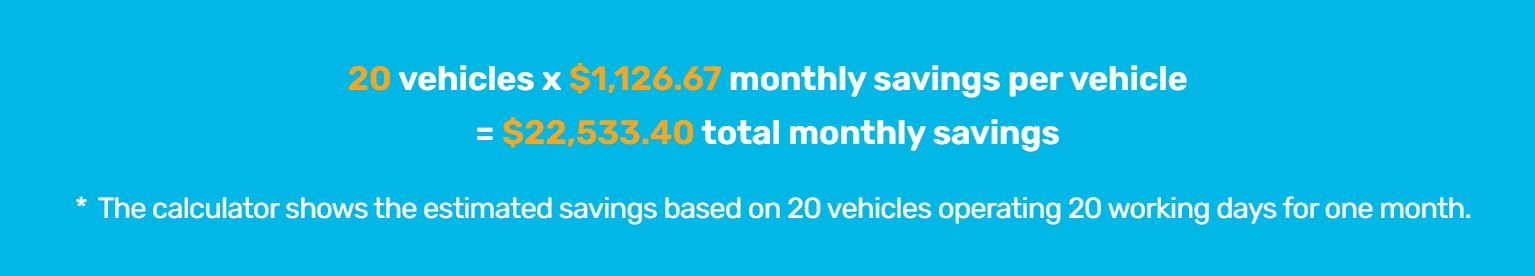 20 vehicles x $1,126.67 monthly savings per vehicle
= $22,533.40 total monthly savings
* The calculator shows the estimated savings based on 20 vehicles operating 20 working days for one month.